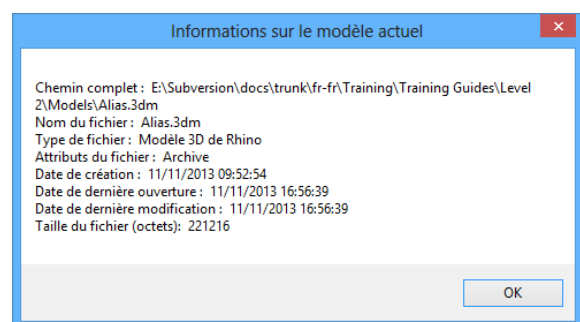 Informations sur le modèle actuel
Chemin complet : E:\Subversion\docs\trunk\fr-fr\Training\Training Guides\Level
2\Models\Alias.3dm
Nom du fichier : Alias.3dm
Type de fichier : Modèle 3D de Rhino
Attributs du fichier : Archive
Date de création : 11/11/2013 09:52:54
Date de dernière ouverture : 11/11/2013 16:56:39
Date de dernière modification : 11/11/2013 16:56:39
Taille du fichier (octets): 221216
OK